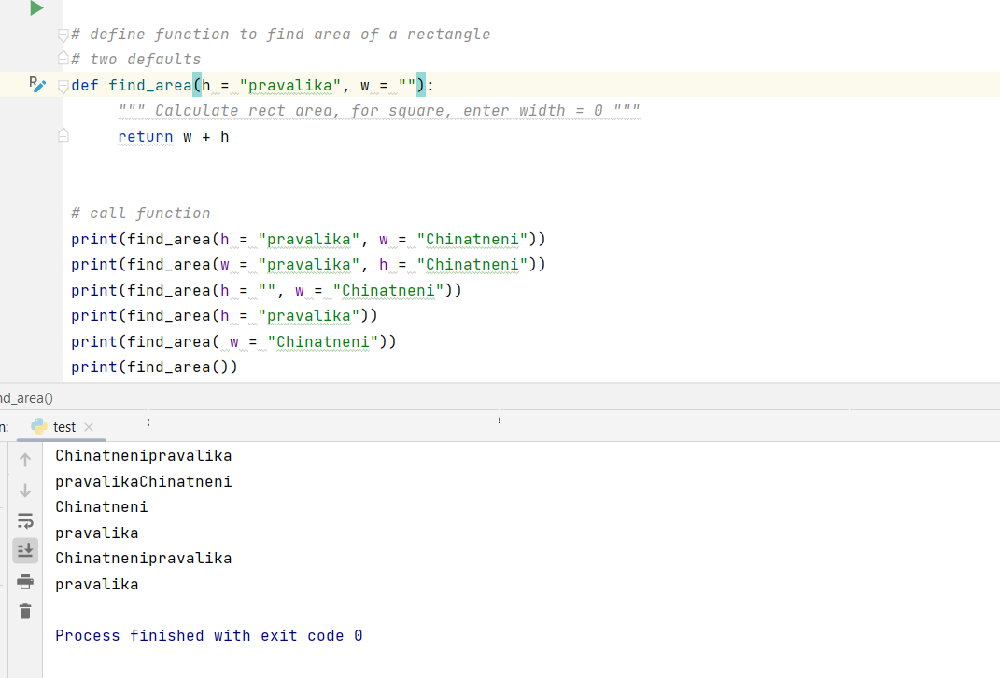 # define function to find area of a rectangle
# two defaults
def find_area(h = "pravalika", w = ""):
""" Calculate rect area, for square, enter width = 0 """
return w + h
# call function
print(find_area(h = "pravalika", w = "Chinatneni"))
print(find_area(w = "pravalika", h = "Chinatneni"))
print(find_area(h = "", w = "Chinatneni"))
print(find_area(h = "pravalika"))
print(find_area( w = "Chinatneni"))
print(find_area())
nd_area()
n: test
Chinatnenipravalika
pravalikaChinatneni
Chinatneni
pravalika
Chinatnenipravalika
pravalika
Process finished with exit code 0